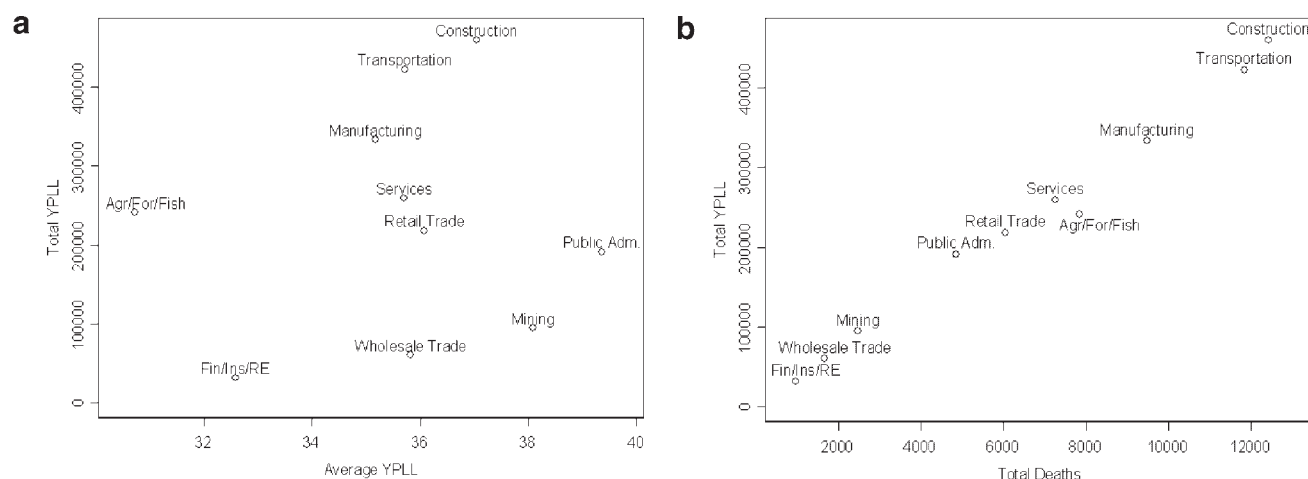 a
Total YPLL
400000
300000
200000
100000
0
Construction
Transportation
Manufacturing
Services
Agr/For/Fish
Retail Trade
Public Adm.
Mining
Wholesale Trade
Fin/Ins/RE
32 34 36 38 40
Average YPLL
b
Total YPLL
400000
300000
200000
100000
0
Construction
Transportation
Manufacturing
Services
Retail Trade
Agr/For/Fish
Public Adm.
Mining
Wholesale Trade
Fin/Ins/RE
2000 4000 6000 8000 10000 12000
Total Deaths